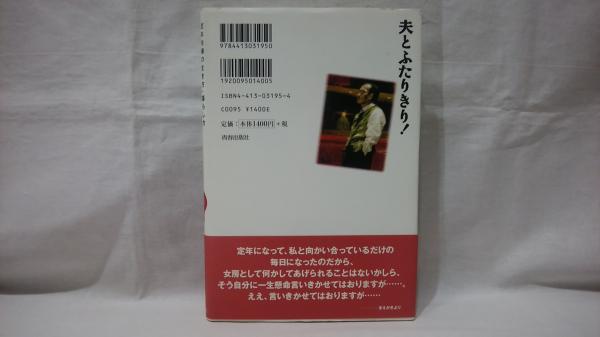 夫とふたりきり!
9784413031950
1920095014005
ISBN4-413-03195-4
C0095 ¥1400E
定価:本体1400円+税
青春出版社
定年になって、私と向かい合っているだけの
毎日になったのだから、
女房として何かしてあげられることはないかしら、
そう自分に一生懸命言いきかせてはおりますが……。
ええ、言いきかせてはおりますが……
まえがきより